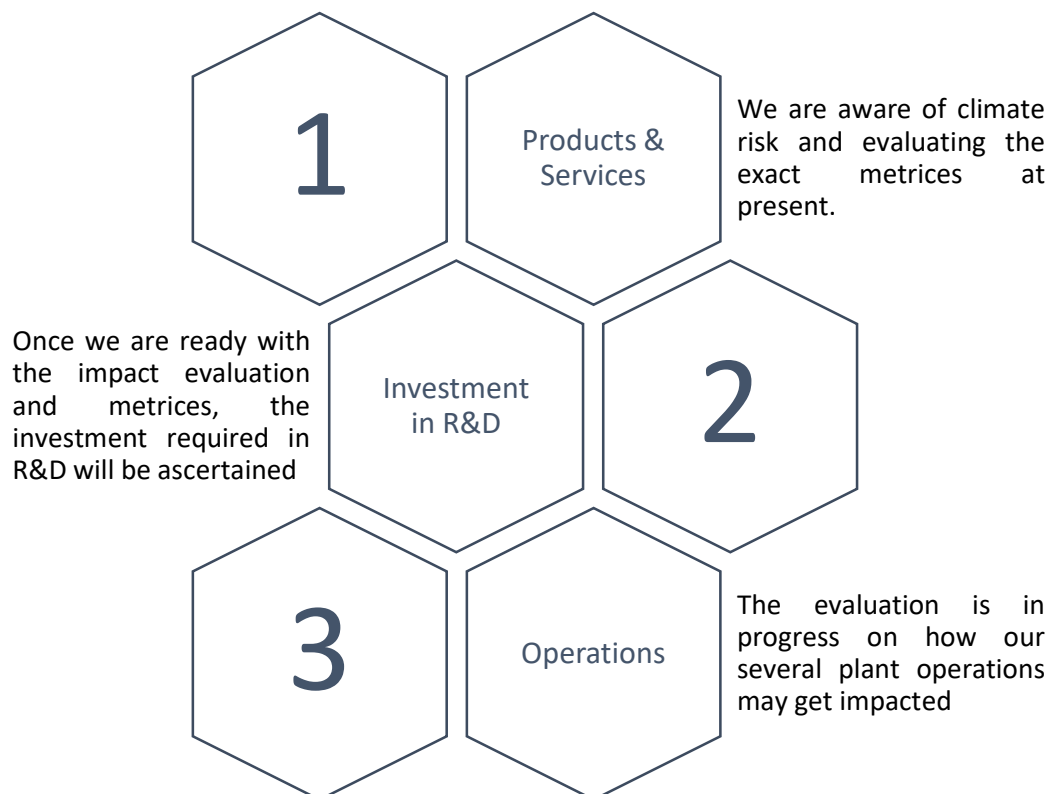 1
Products &
Services
We are aware of climate
risk and evaluating the
exact metrices at
present.
Once we are ready with
the impact evaluation
and metrices, the
investment required in
R&D will be ascertained
Investment
in R&D
2
3
Operations
The evaluation is in
progress on how our
several plant operations
may get impacted